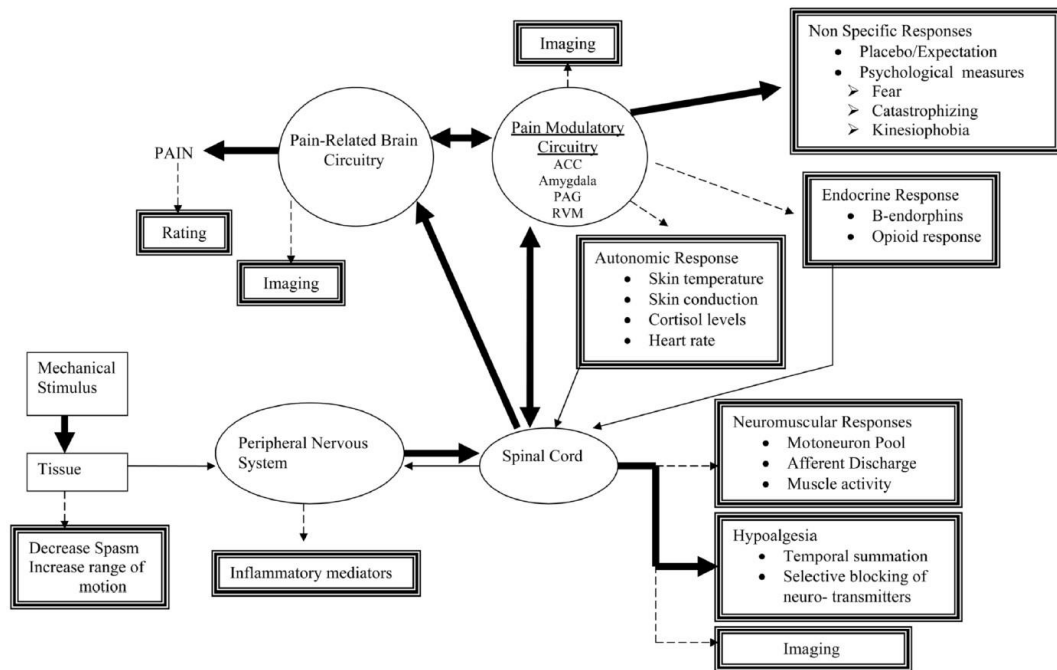 Imaging
Non Specific Responses
• Placebo/Expectation
• Psychological measures
➢ Fear
➢ Catastrophizing
➢ Kinesiophobia
Pain-Related Brain
Circuitry
Pain Modulatory
Circuitry
ACC
Amygdala
PAG
RVM
PAIN
Rating
Imaging
Endocrine Response
• B-endorphins
• Opioid response
Autonomic Response
• Skin temperature
• Skin conduction
• Cortisol levels
• Heart rate
Mechanical
Stimulus
Tissue
Peripheral Nervous
System
Spinal Cord
Neuromuscular Responses
• Motoneuron Pool
• Afferent Discharge
• Muscle activity
Decrease Spasm
Increase range of
motion
Inflammatory mediators
Hypoalgesia
• Temporal summation
• Selective blocking of
neuro- transmitters
Imaging